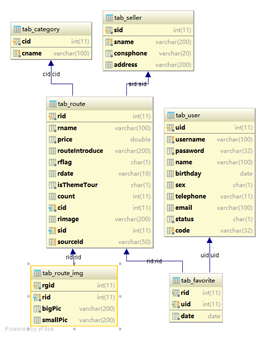 tab_category
cid int(11)
cname varchar(100)
tab_seller
sid int(11)
sname varchar(200)
consphone varchar(20)
address varchar(200)
cid:cid
sid:sid
tab_route
rid int(11)
rname varchar(100)
price double
routeIntroduce varchar(200)
rflag char(1)
rdate varchar(19)
isThemeTour char(1)
count int(11)
cid int(11)
rimage varchar(200)
sid int(11)
sourceId varchar(50)
tab_user
uid int(11)
username varchar(100)
password varchar(32)
name varchar(100)
birthday date
sex char(1)
telephone varchar(11)
email varchar(100)
status char(1)
code varchar(32)
rid:rid
rid:rid
uid:uid
tab_route_img
rgid int(11)
rid int(11)
bigPic varchar(200)
smallPic varchar(200)
tab_favorite
rid int(11)
uid int(11)
date date
Powered by yFiles